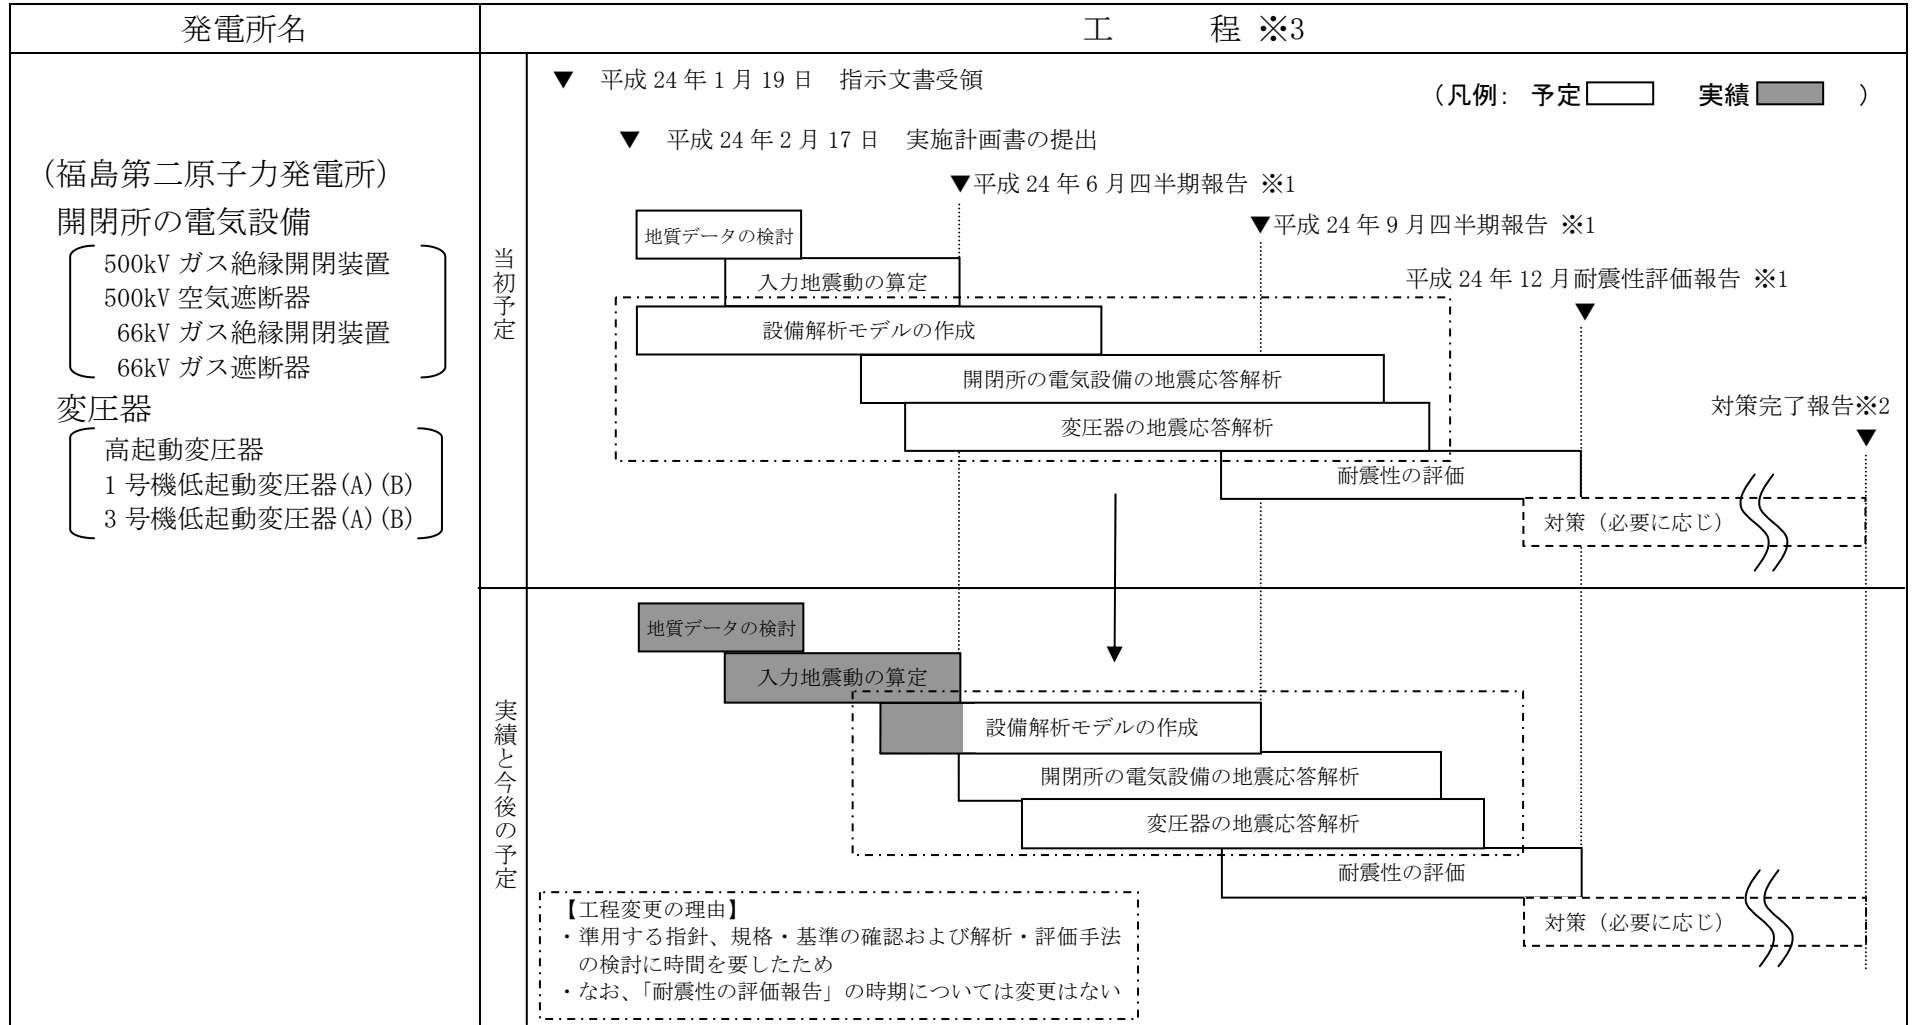 発電所名
工 程 ※3
(福島第二原子力発電所)
開閉所の電気設備
500kV ガス絶縁開閉装置
500kV 空気遮断器
66kV ガス絶縁開閉装置
66kV ガス遮断器
変圧器
高起動変圧器
1 号機低起動変圧器(A)(B)
3 号機低起動変圧器(A)(B)
当初予定
▼ 平成 24 年 1 月 19 日 指示文書受領
(凡例: 予定 実績 )
▼ 平成 24 年 2 月 17 日 実施計画書の提出
▼平成 24 年 6 月四半期報告 ※1
▼平成 24 年 9 月四半期報告 ※1
平成 24 年 12 月耐震性評価報告 ※1
▼
地質データの検討
入力地震動の算定
設備解析モデルの作成
開閉所の電気設備の地震応答解析
変圧器の地震応答解析
対策完了報告※2
▼
耐震性の評価
対策(必要に応じ)
実績と今後の予定
地質データの検討
入力地震動の算定
設備解析モデルの作成
開閉所の電気設備の地震応答解析
変圧器の地震応答解析
耐震性の評価
対策(必要に応じ)
【工程変更の理由】
・準用する指針、規格・基準の確認および解析・評価手法
の検討に時間を要したため
・なお、「耐震性の評価報告」の時期については変更はない